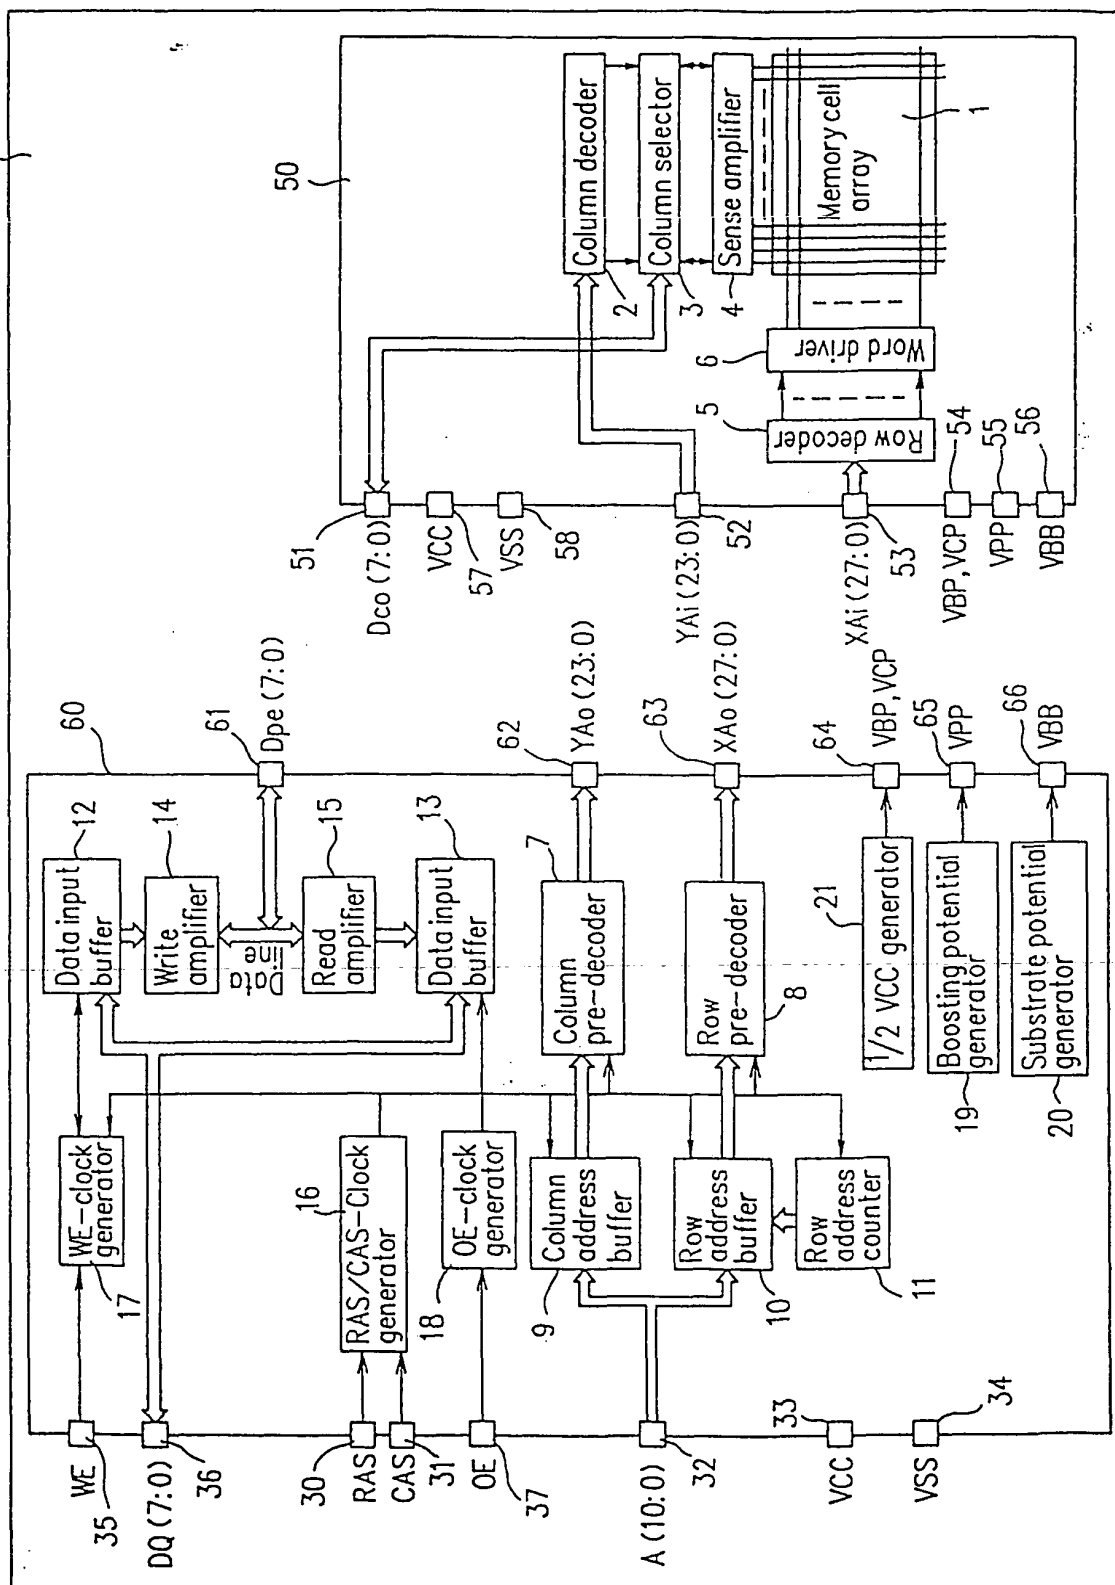 60
12
Data input
buffer
14
Write
amplifier
Data
line
15
Read
amplifier
13
Data input
buffer
61
Dpe (7:0)
WE-clock
generator
17
WE
35
DQ (7:0)
36
16
RAS/CAS-Clock
generator
RAS
30
CAS
31
18
OE-clock
generator
OE
37
7
Column
pre-decoder
62
YAo (23:0)
Column
address
buffer
9
8
Row
pre-decoder
63
XAo (27:0)
Row
address
buffer
10
Row
address
counter
11
A (10:0)
32
33
VCC
34
VSS
21
1/2 VCC generator
64
VBP, VCP
Boosting potential
generator
19
65
VPP
Substrate potential
generator
20
66
VBB
50
51
Dco (7:0)
VCC
57
VSS
58
YAi (23:0)
52
XAi (27:0)
53
54
VBP, VCP
55
VPP
56
VBB
Column decoder
2
Column selector
3
Sense amplifier
4
Memory cell
array
1
6
Word driver
5
Row decoder